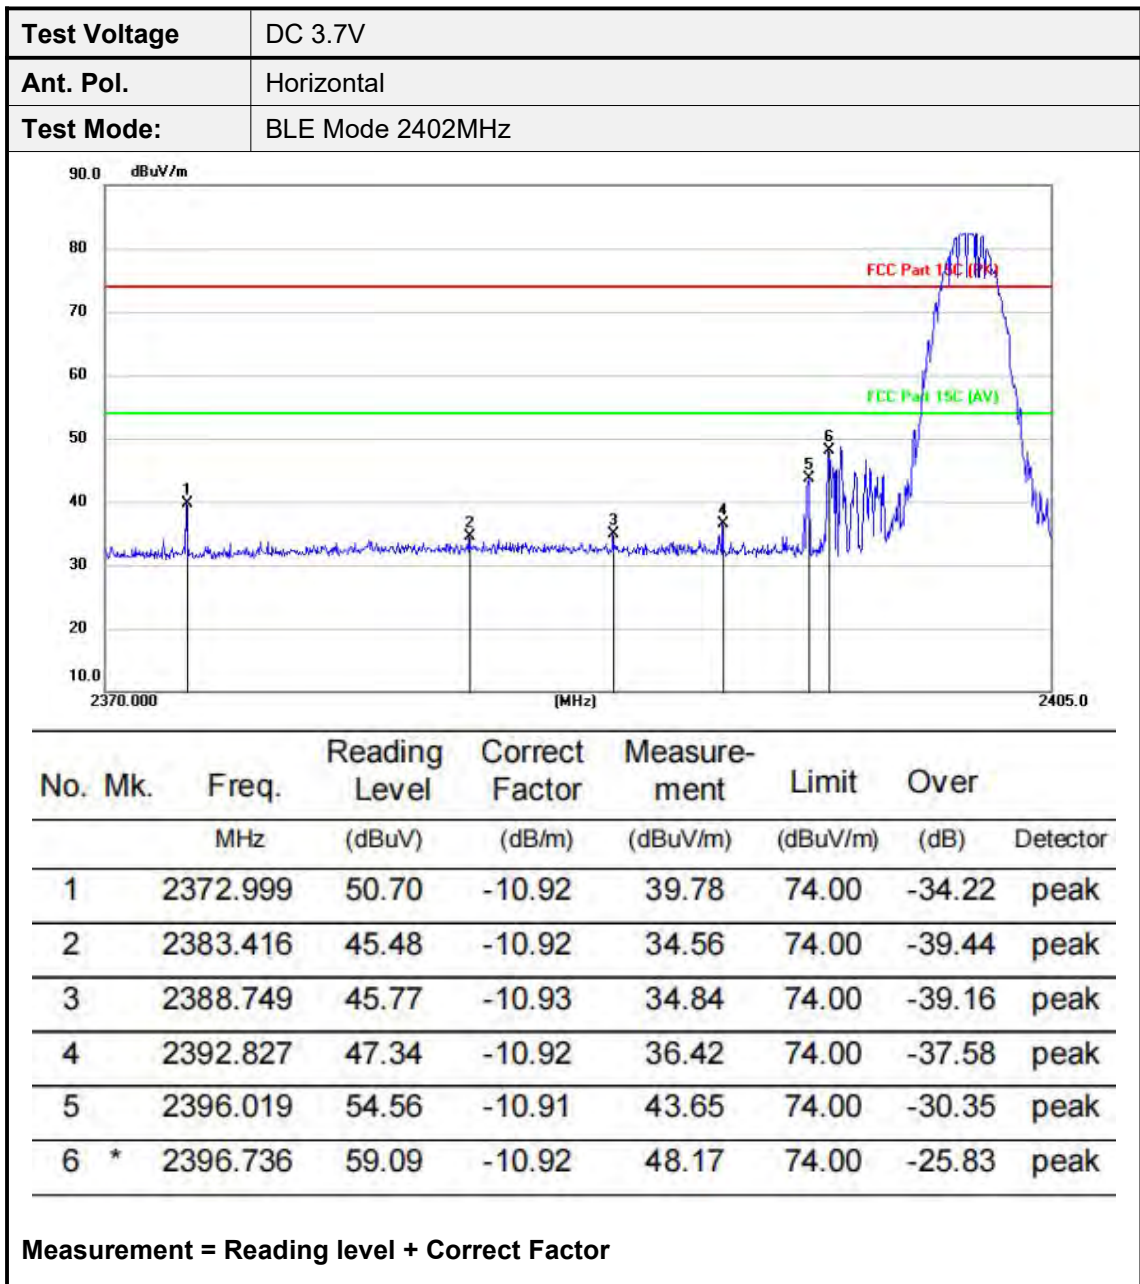 Test Voltage DC 3.7V
Ant. Pol. Horizontal
Test Mode: BLE Mode 2402MHz
90.0 dBuV/m
80
FCC Part 15C (PK)
70
60
FCC Part 15C (AV)
50
6
5
40
1
4
3
2
30
20
10.0
2370.000 (MHz) 2405.0
No. Mk. Freq. Reading Level Correct Factor Measure-ment Limit Over
MHz (dBuV) (dB/m) (dBuV/m) (dBuV/m) (dB) Detector
1 2372.999 50.70 -10.92 39.78 74.00 -34.22 peak
2 2383.416 45.48 -10.92 34.56 74.00 -39.44 peak
3 2388.749 45.77 -10.93 34.84 74.00 -39.16 peak
4 2392.827 47.34 -10.92 36.42 74.00 -37.58 peak
5 2396.019 54.56 -10.91 43.65 74.00 -30.35 peak
6 * 2396.736 59.09 -10.92 48.17 74.00 -25.83 peak
Measurement = Reading level + Correct Factor